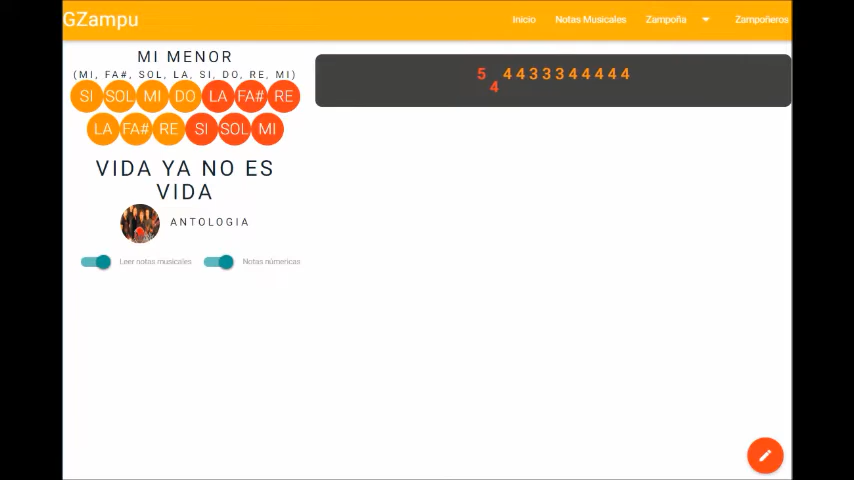 GZampu
Inicio Notas Musicales Zampoña Zampoñeros
MI MENOR
(MI, FA#, SOL, LA, SI, DO, RE, MI)
SI SOL MI DO LA FA# RE
LA FA# RE SI SOL MI
VIDA YA NO ES
VIDA
ANTOLOGIA
Leer notas musicales Notas númericas
5 4 4 3 3 3 4 4 4 4 4
4